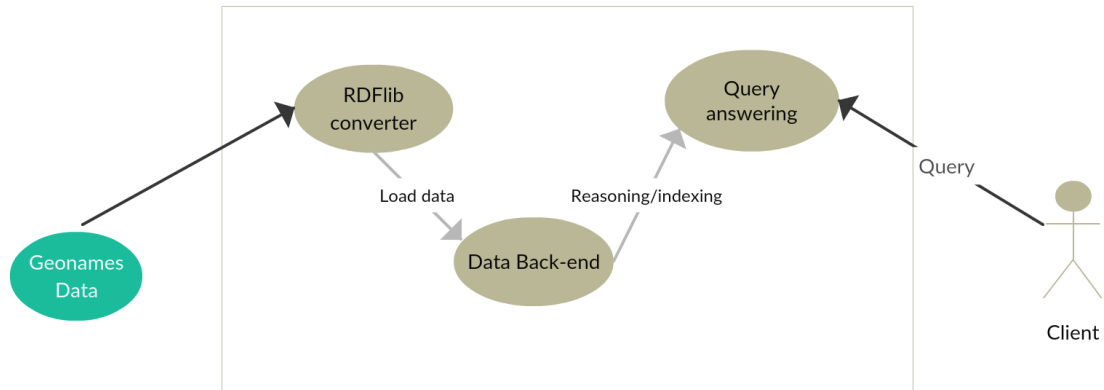 RDFlib
converter
Query
answering
Query
Load data
Reasoning/indexing
Geonames
Data
Data Back-end
Client